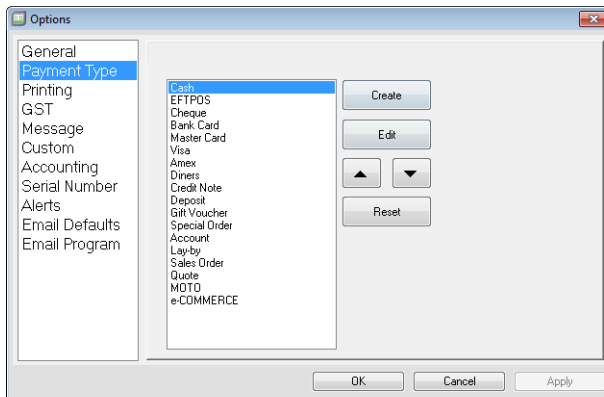 Options
General
Payment Type
Printing
GST
Message
Custom
Accounting
Serial Number
Alerts
Email Defaults
Email Program
Cash
EFTPOS
Cheque
Bank Card
Master Card
Visa
Amex
Diners
Credit Note
Deposit
Gift Voucher
Special Order
Account
Lay-by
Sales Order
Quote
MOTO
e-COMMERCE
Create
Edit
Reset
OK Cancel Apply